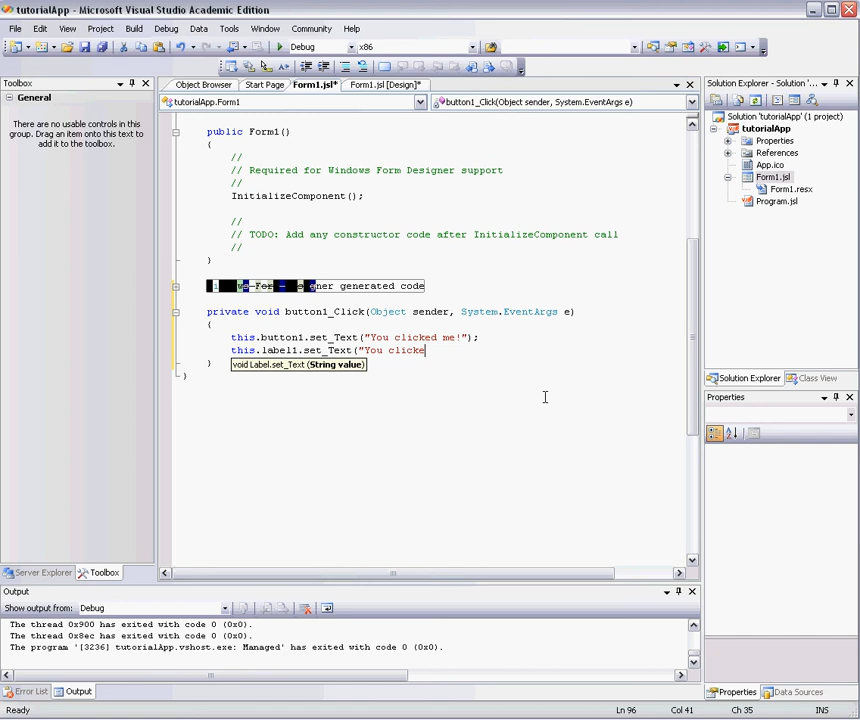 tutorialApp - Microsoft Visual Studio Academic Edition
File Edit View Project Build Debug Data Tools Window Community Help
Debug x86
Toolbox
General
There are no usable controls in this
group. Drag an item onto this text to
add it to the toolbox.
Server Explorer Toolbox
Object Browser Start Page Form1.jsl* Form1.jsl [Design]*
tutorialApp.Form1 button1_Click(Object sender, System.EventArgs e)
public Form1()
{
//
// Required for Windows Form Designer support
//
InitializeComponent();
//
// TODO: Add any constructor code after InitializeComponent call
//
}
generated code
private void button1_Click(Object sender, System.EventArgs e)
{
this.button1.set_Text("You clicked me!");
this.label1.set_Text("You clicke
}
void Label.set_Text (String value)
}
Solution Explorer - Solution '...
Solution 'tutorialApp' (1 project)
tutorialApp
Properties
References
App.ico
Form1.jsl
Form1.resx
Program.jsl
Solution Explorer Class View
Properties
Properties Data Sources
Output
Show output from: Debug
The thread 0x900 has exited with code 0 (0x0).
The thread 0x8ec has exited with code 0 (0x0).
The program '[3236] tutorialApp.vshost.exe: Managed' has exited with code 0 (0x0).
Error List Output
Ready Ln 96 Col 41 Ch 35 INS